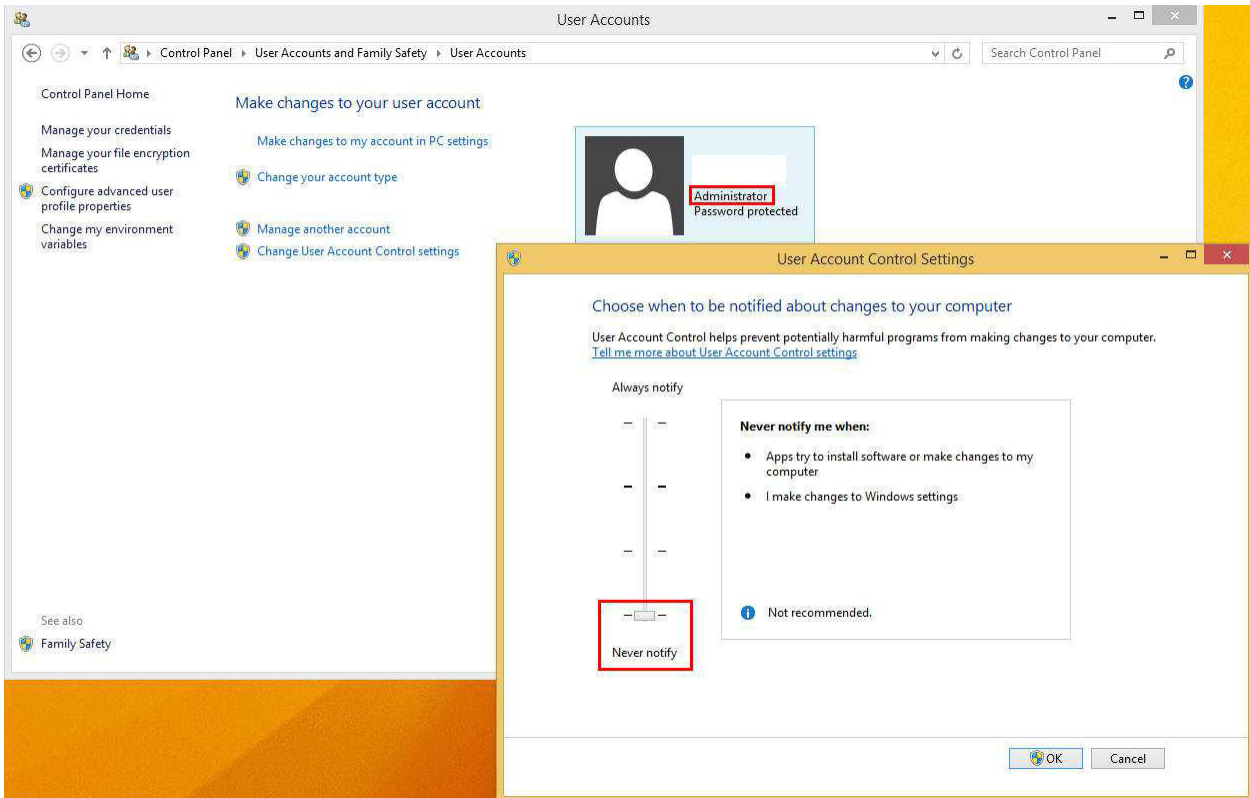 User Accounts
Control Panel
User Accounts and Family Safety
User Accounts
Search Control Panel
Control Panel Home
Manage your credentials
Manage your file encryption
certificates
Configure advanced user
profile properties
Change my environment
variables
See also
Family Safety
Make changes to your user account
Make changes to my account in PC settings
Change your account type
Manage another account
Change User Account Control settings
Administrator
Password protected
User Account Control Settings
Choose when to be notified about changes to your computer
User Account Control helps prevent potentially harmful programs from making changes to your computer.
Tell me more about User Account Control settings
Always notify
Never notify
Never notify me when:
Apps try to install software or make changes to my
computer
I make changes to Windows settings
Not recommended.
OK
Cancel